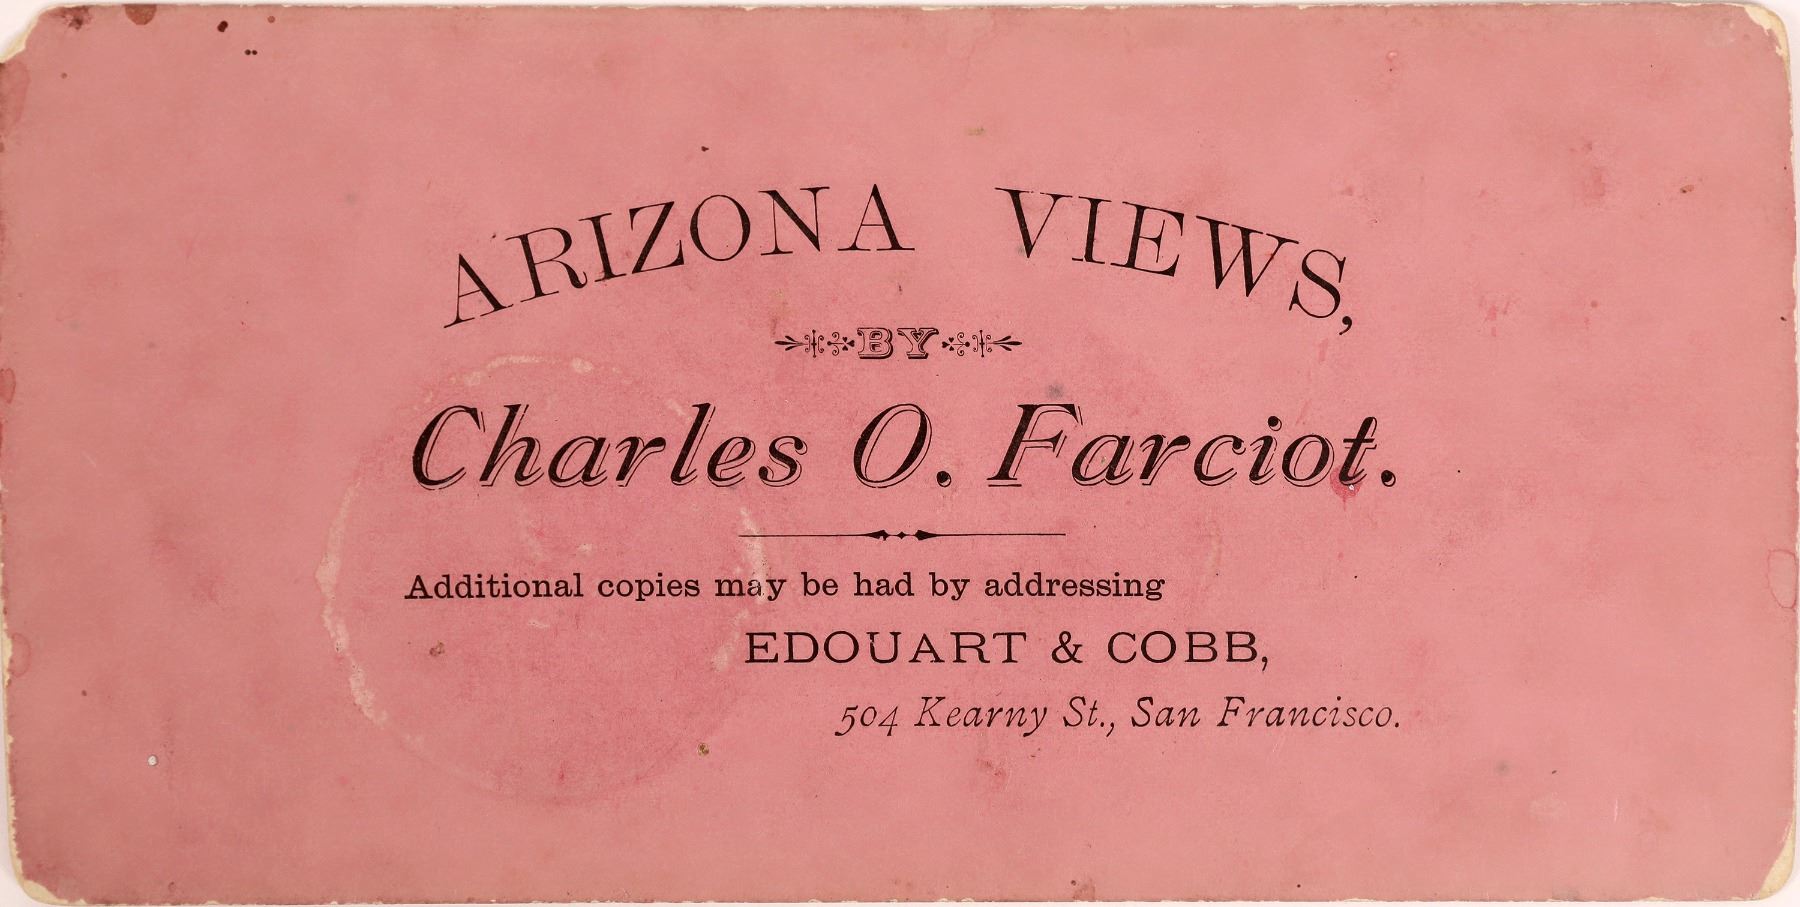 ARIZONA VIEWS,
BY
Charles O. Farciot.
Additional copies may be had by addressing
EDOUART & COBB,
504 Kearny St., San Francisco.